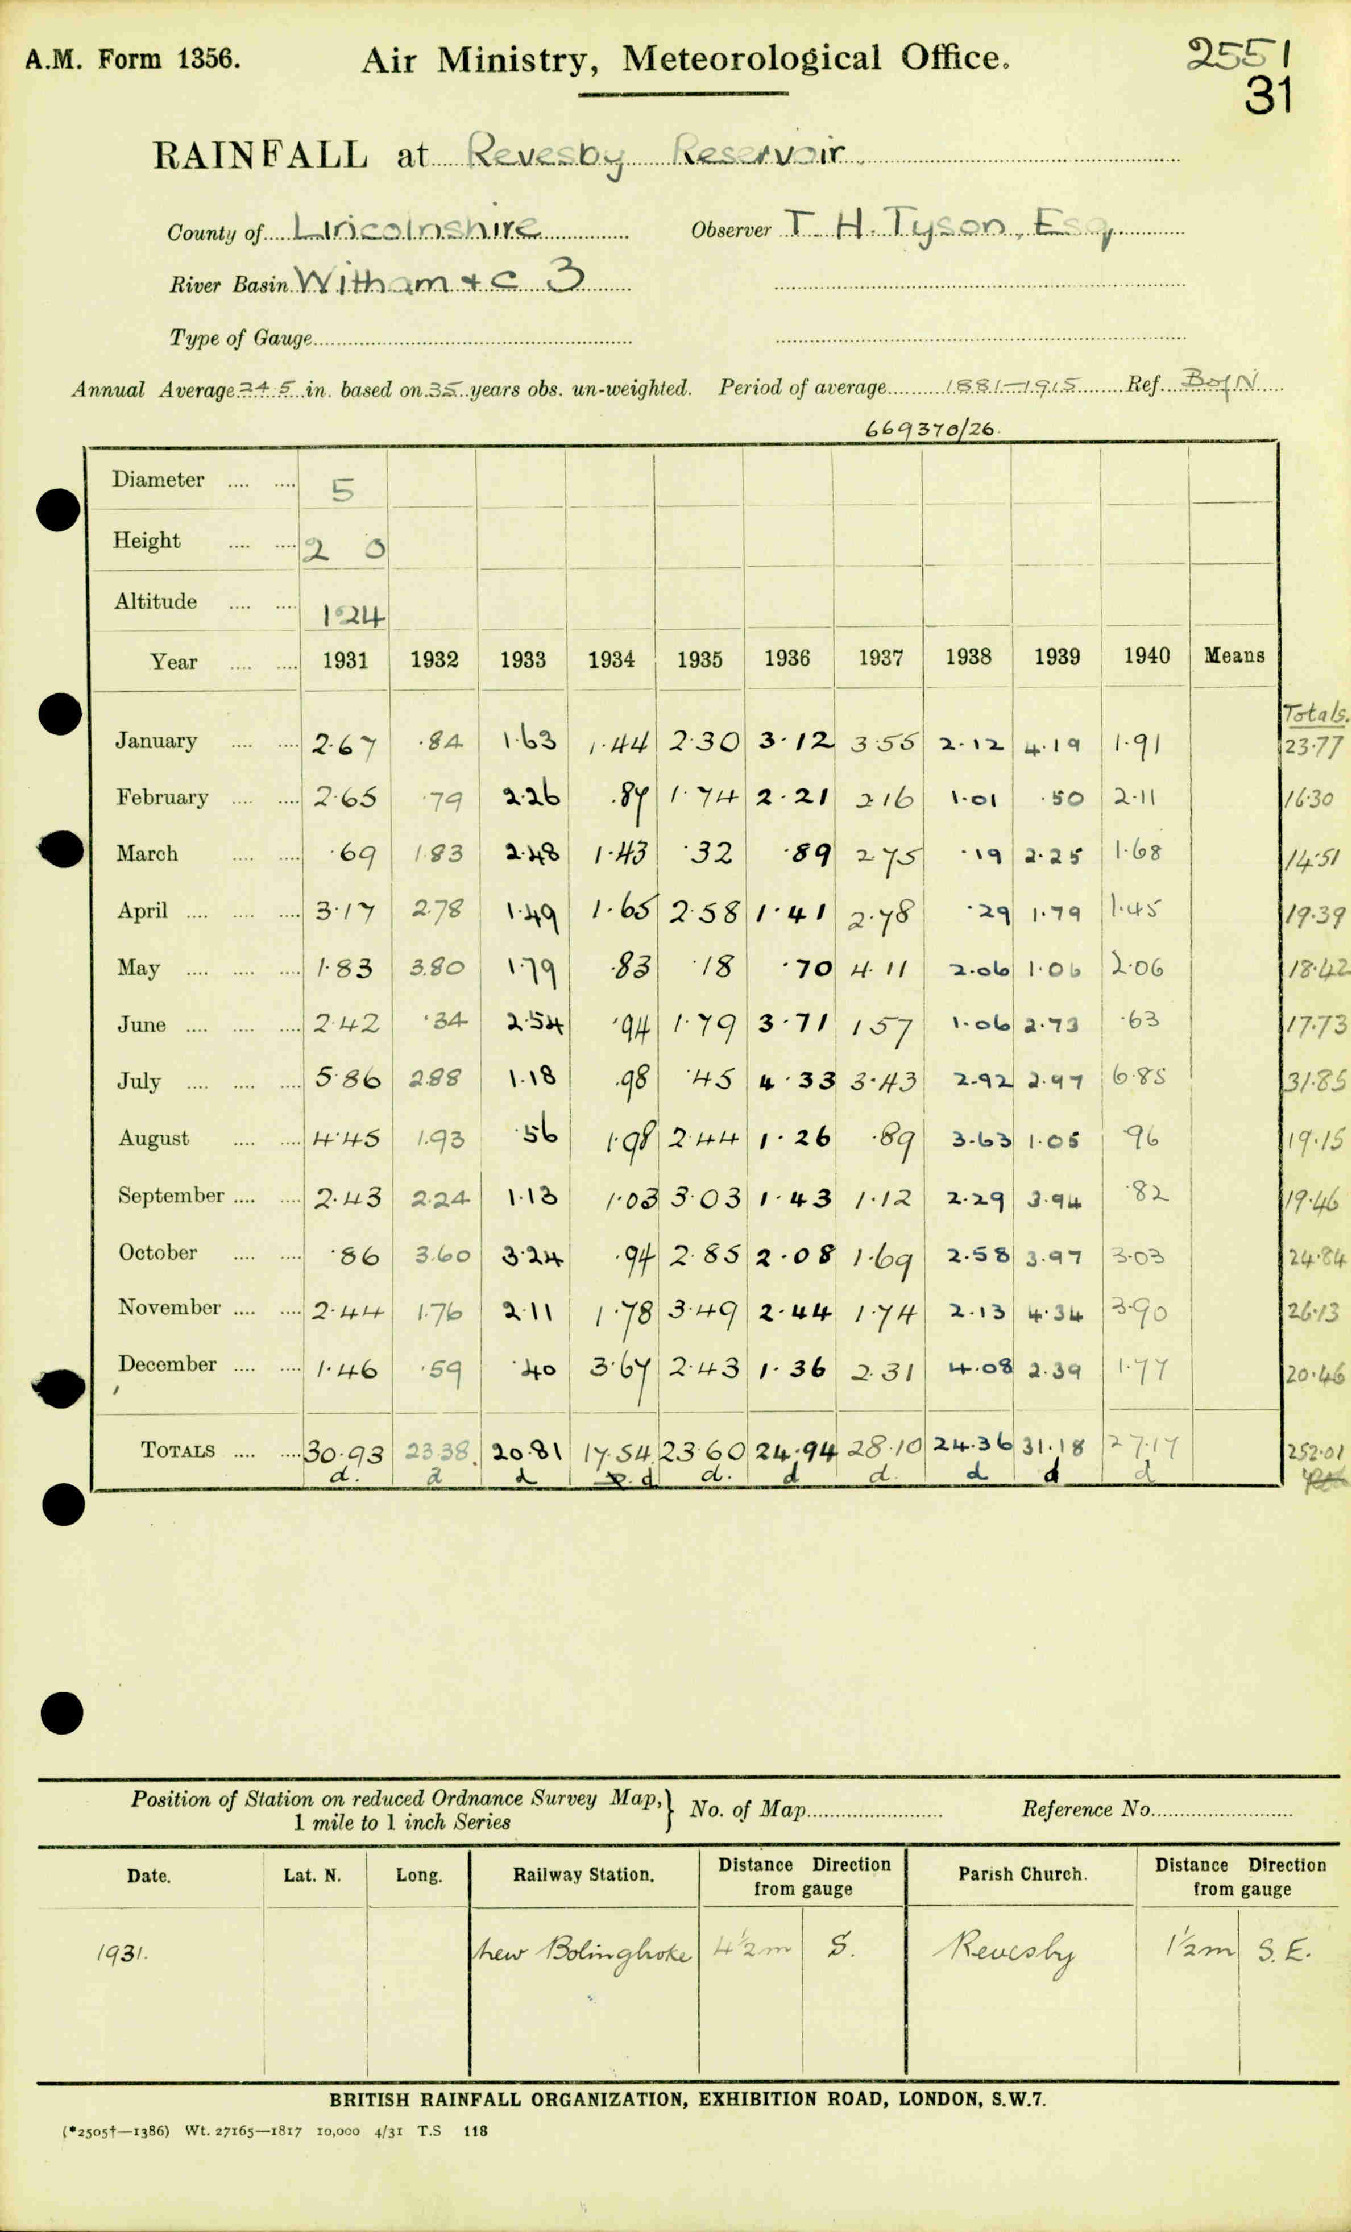 A.M. Form 1356. Air Ministry, Meteorological Office. 2551
31
RAINFALL at Revesby Reservoir.
County of Lincolnshire Observer T. H. Tyson, Esq
River Basin Witham & C 3
Type of Gauge
Annual Average 24.5 in. based on 35 years obs. un-weighted. Period of average 1881-1915 Ref. B of N
669370/26.
Diameter 5
Height 2 0
Altitude 124
Year 1931 1932 1933 1934 1935 1936 1937 1938 1939 1940 Means
Totals.
January 2.67 .84 1.63 1.44 2.30 3.12 3.55 2.12 4.19 1.91 23.77
February 2.65 .79 2.26 .87 1.74 2.21 2.16 1.01 .50 2.11 16.30
March .69 1.83 2.48 1.43 .32 .89 2.75 .19 2.25 1.68 14.51
April 3.17 2.78 1.49 1.65 2.58 1.41 2.78 .29 1.79 1.45 19.39
May 1.83 3.80 1.79 .83 .18 .70 4.11 2.06 1.06 2.06 18.42
June 2.42 .34 2.54 .94 1.79 3.71 1.57 1.06 2.73 .63 17.73
July 5.86 2.88 1.18 .98 .45 4.33 3.43 2.92 2.97 6.85 31.85
August 4.45 1.93 .56 1.98 2.44 1.26 .89 3.63 1.05 .96 19.15
September 2.43 2.24 1.13 1.03 3.03 1.43 1.12 2.29 3.94 .82 19.46
October .86 3.60 3.24 .94 2.85 2.08 1.69 2.58 3.97 3.03 24.84
November 2.44 1.76 2.11 1.78 3.49 2.44 1.74 2.13 4.34 3.90 26.13
December 1.46 .59 .40 3.67 2.43 1.36 2.31 4.08 2.39 1.77 20.46
TOTALS 30.93 23.38 20.81 17.54 23.60 24.94 28.10 24.36 31.18 27.17 252.01
d. d d d d. d d. d d d
Position of Station on reduced Ordnance Survey Map, } No. of Map Reference No.
1 mile to 1 inch Series
Date. Lat. N. Long. Railway Station. Distance Direction from gauge Parish Church. Distance Direction from gauge
1931. New Bolingbroke 4½m S. Revesby 1½m S.E.
BRITISH RAINFALL ORGANIZATION, EXHIBITION ROAD, LONDON, S.W.7.
(*2505†—1386) Wt. 27165—1817 10,000 4/31 T.S 118